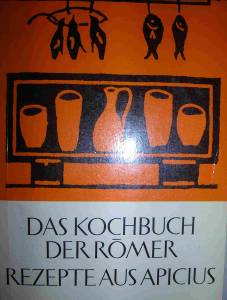 DAS KOCHBUCH
DER RÖMER
REZEPTE AUS APICIUS